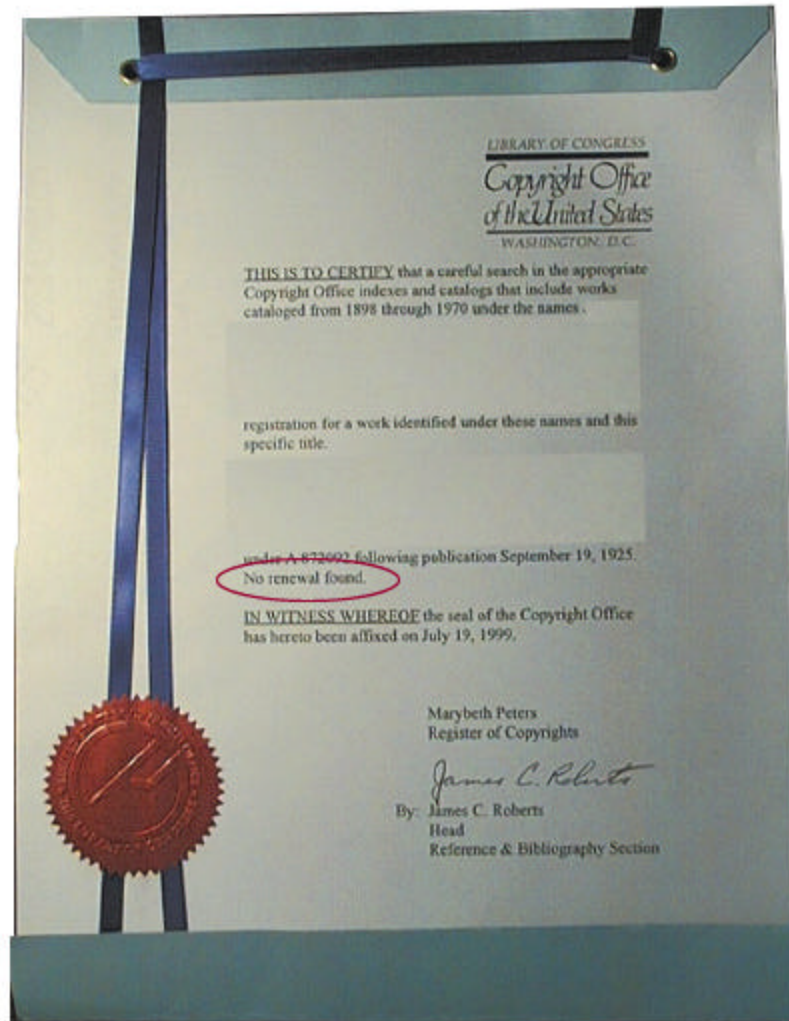 LIBRARY OF CONGRESS
Copyright Office
of the United States
WASHINGTON, D.C.
THIS IS TO CERTIFY that a careful search in the appropriate
Copyright Office indexes and catalogs that include works
cataloged from 1898 through 1970 under the names .
registration for a work identified under these names and this
specific title.
under A 872092 following publication September 19, 1925.
No renewal found.
IN WITNESS WHEREOF the seal of the Copyright Office
has hereto been affixed on July 19, 1999.
Marybeth Peters
Register of Copyrights
James C. Roberts
By: James C. Roberts
Head
Reference & Bibliography Section